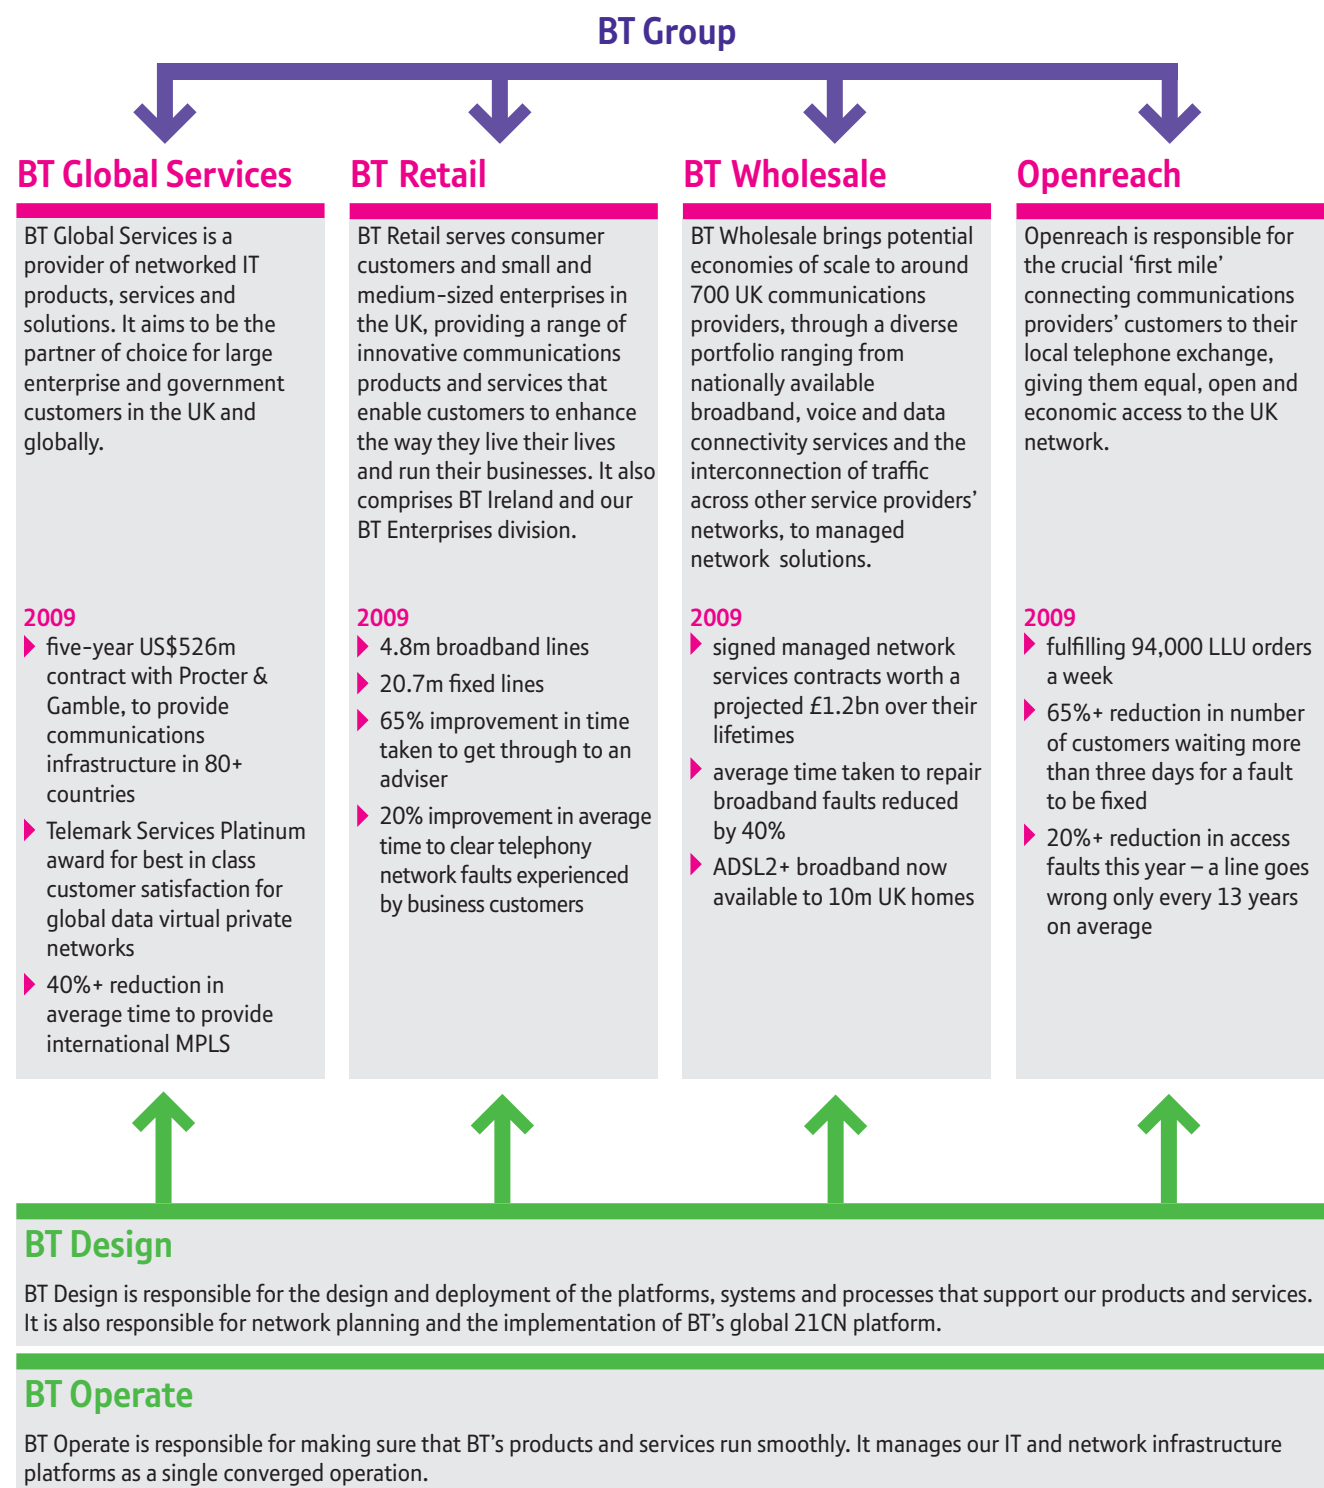 BT Group
BT Global Services
BT Global Services is a
provider of networked IT
products, services and
solutions. It aims to be the
partner of choice for large
enterprise and government
customers in the UK and
globally.
2009
five-year US$526m
contract with Procter &
Gamble, to provide
communications
infrastructure in 80+
countries
Telemark Services Platinum
award for best in class
customer satisfaction for
global data virtual private
networks
40%+ reduction in
average time to provide
international MPLS
BT Retail
BT Retail serves consumer
customers and small and
medium-sized enterprises in
the UK, providing a range of
innovative communications
products and services that
enable customers to enhance
the way they live their lives
and run their businesses. It also
comprises BT Ireland and our
BT Enterprises division.
2009
4.8m broadband lines
20.7m fixed lines
65% improvement in time
taken to get through to an
adviser
20% improvement in average
time to clear telephony
network faults experienced
by business customers
BT Wholesale
BT Wholesale brings potential
economies of scale to around
700 UK communications
providers, through a diverse
portfolio ranging from
nationally available
broadband, voice and data
connectivity services and the
interconnection of traffic
across other service providers'
networks, to managed
network solutions.
2009
signed managed network
services contracts worth a
projected £1.2bn over their
lifetimes
average time taken to repair
broadband faults reduced
by 40%
ADSL2+ broadband now
available to 10m UK homes
Openreach
Openreach is responsible for
the crucial ‘first mile’
connecting communications
providers’ customers to their
local telephone exchange,
giving them equal, open and
economic access to the UK
network.
2009
fulfilling 94,000 LLU orders
a week
65%+ reduction in number
of customers waiting more
than three days for a fault
to be fixed
20%+ reduction in access
faults this year – a line goes
wrong only every 13 years
on average
BT Design
BT Design is responsible for the design and deployment of the platforms, systems and processes that support our products and services.
It is also responsible for network planning and the implementation of BT’s global 21CN platform.
BT Operate
BT Operate is responsible for making sure that BT’s products and services run smoothly. It manages our IT and network infrastructure
platforms as a single converged operation.